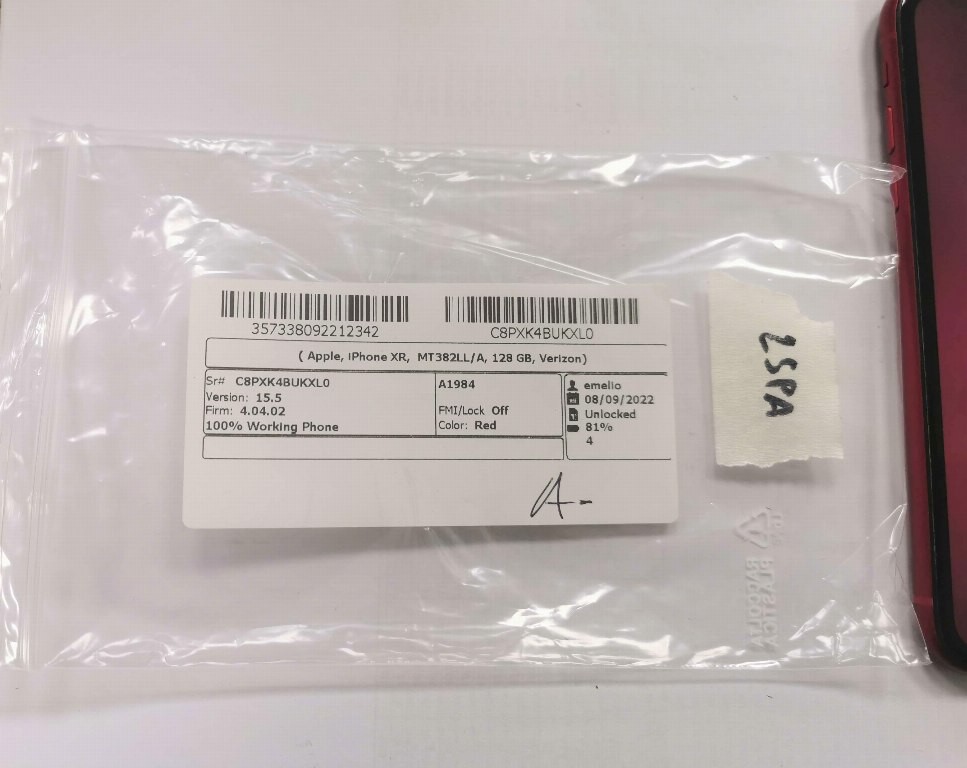 357338092212342
C8PXK4BUKXL0
( Apple, iPhone XR, MT382LL/A, 128 GB, Verizon)
Sr# C8PXK4BUKXL0
Version: 15.5
Firm: 4.04.02
100% Working Phone
A1984
FMI/Lock Off
Color: Red
emelio
08/09/2022
Unlocked
81%
4
A-
2SPA